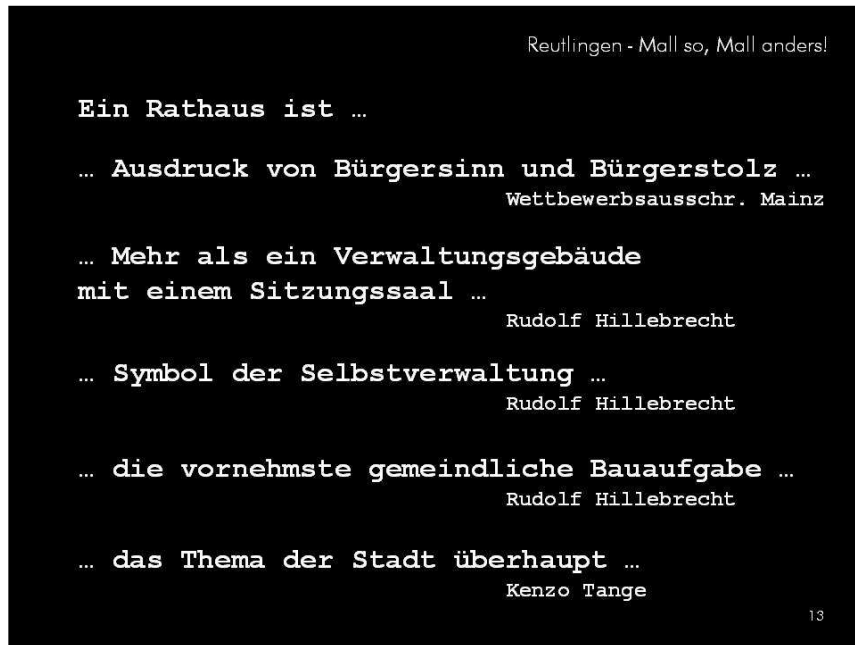 Reutlingen - Mall so, Mall anders!
Ein Rathaus ist …
… Ausdruck von Bürgersinn und Bürgerstolz …
Wettbewerbsausschr. Mainz
… Mehr als ein Verwaltungsgebäude
mit einem Sitzungssaal …
Rudolf Hillebrecht
… Symbol der Selbstverwaltung …
Rudolf Hillebrecht
… die vornehmste gemeindliche Bauaufgabe …
Rudolf Hillebrecht
… das Thema der Stadt überhaupt …
Kenzo Tange
13